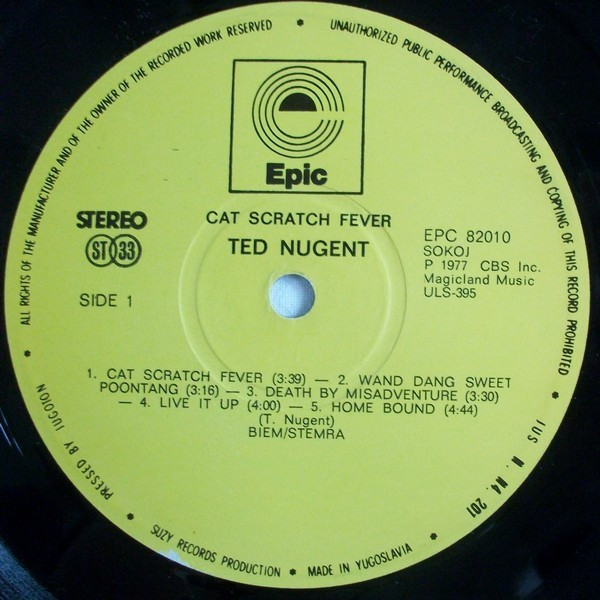 ALL RIGHTS OF THE MANUFACTURER AND OF THE OWNER OF THE RECORDED WORK RESERVED * UNAUTHORIZED PUBLIC PERFORMANCE BROADCASTING AND COPYING OF THIS RECORD PROHIBITED *
Epic
CAT SCRATCH FEVER
TED NUGENT
STEREO
ST 33
SIDE 1
EPC 82010
SOKOJ
P 1977 CBS Inc.
Magicland Music
ULS-395
1. CAT SCRATCH FEVER (3:39) — 2. WAND DANG SWEET
POONTANG (3:16) — 3. DEATH BY MISADVENTURE (3:30)
— 4. LIVE IT UP (4:00) — 5. HOME BOUND (4:44)
(T. Nugent)
BIEM/STEMRA
* PRESSED BY JUGOTON * SUZY RECORDS PRODUCTION * MADE IN YUGOSLAVIA * JUS N. N4. 201